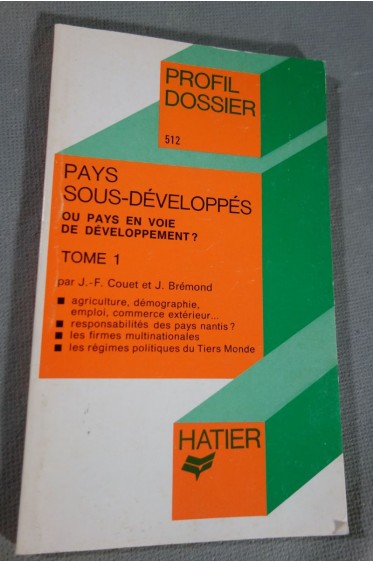 PROFIL
DOSSIER
512
PAYS
SOUS-DÉVELOPPÉS
OU PAYS EN VOIE
DE DÉVELOPPEMENT?
TOME 1
par J.-F. Couet et J. Brémond
■ agriculture, démographie,
emploi, commerce extérieur...
■ responsabilités des pays nantis?
■ les firmes multinationales
■ les régimes politiques du Tiers Monde
HATIER